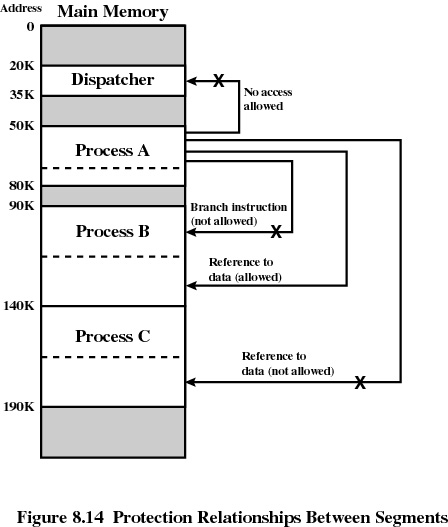 Address
Main Memory
0
20K
Dispatcher
X
35K
No access
allowed
50K
Process A
80K
90K
Branch instruction
(not allowed)
Process B
X
Reference to
data (allowed)
140K
Process C
Reference to
data (not allowed)
X
190K
Figure 8.14 Protection Relationships Between Segments